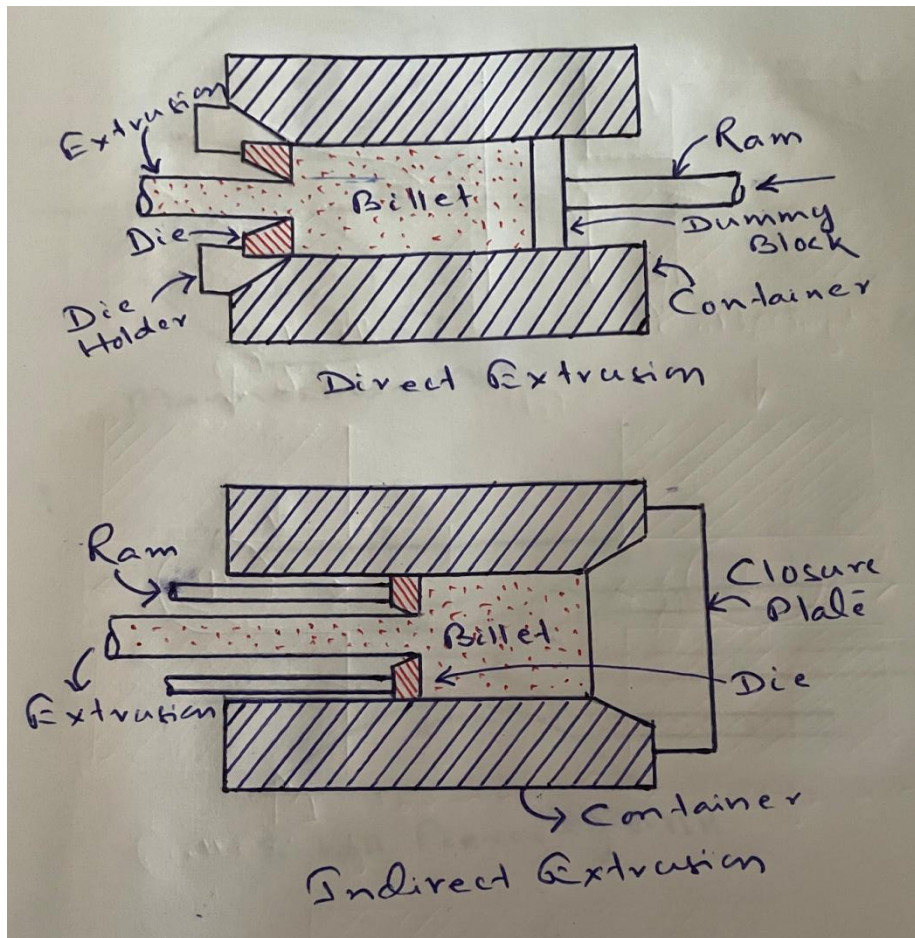 Extrusion
Ram
Billet
Dummy
Block
Die
Container
Die
Holder
Direct Extrusion
Ram
Closure
Plate
Billet
Die
Extrusion
Container
Indirect Extrusion